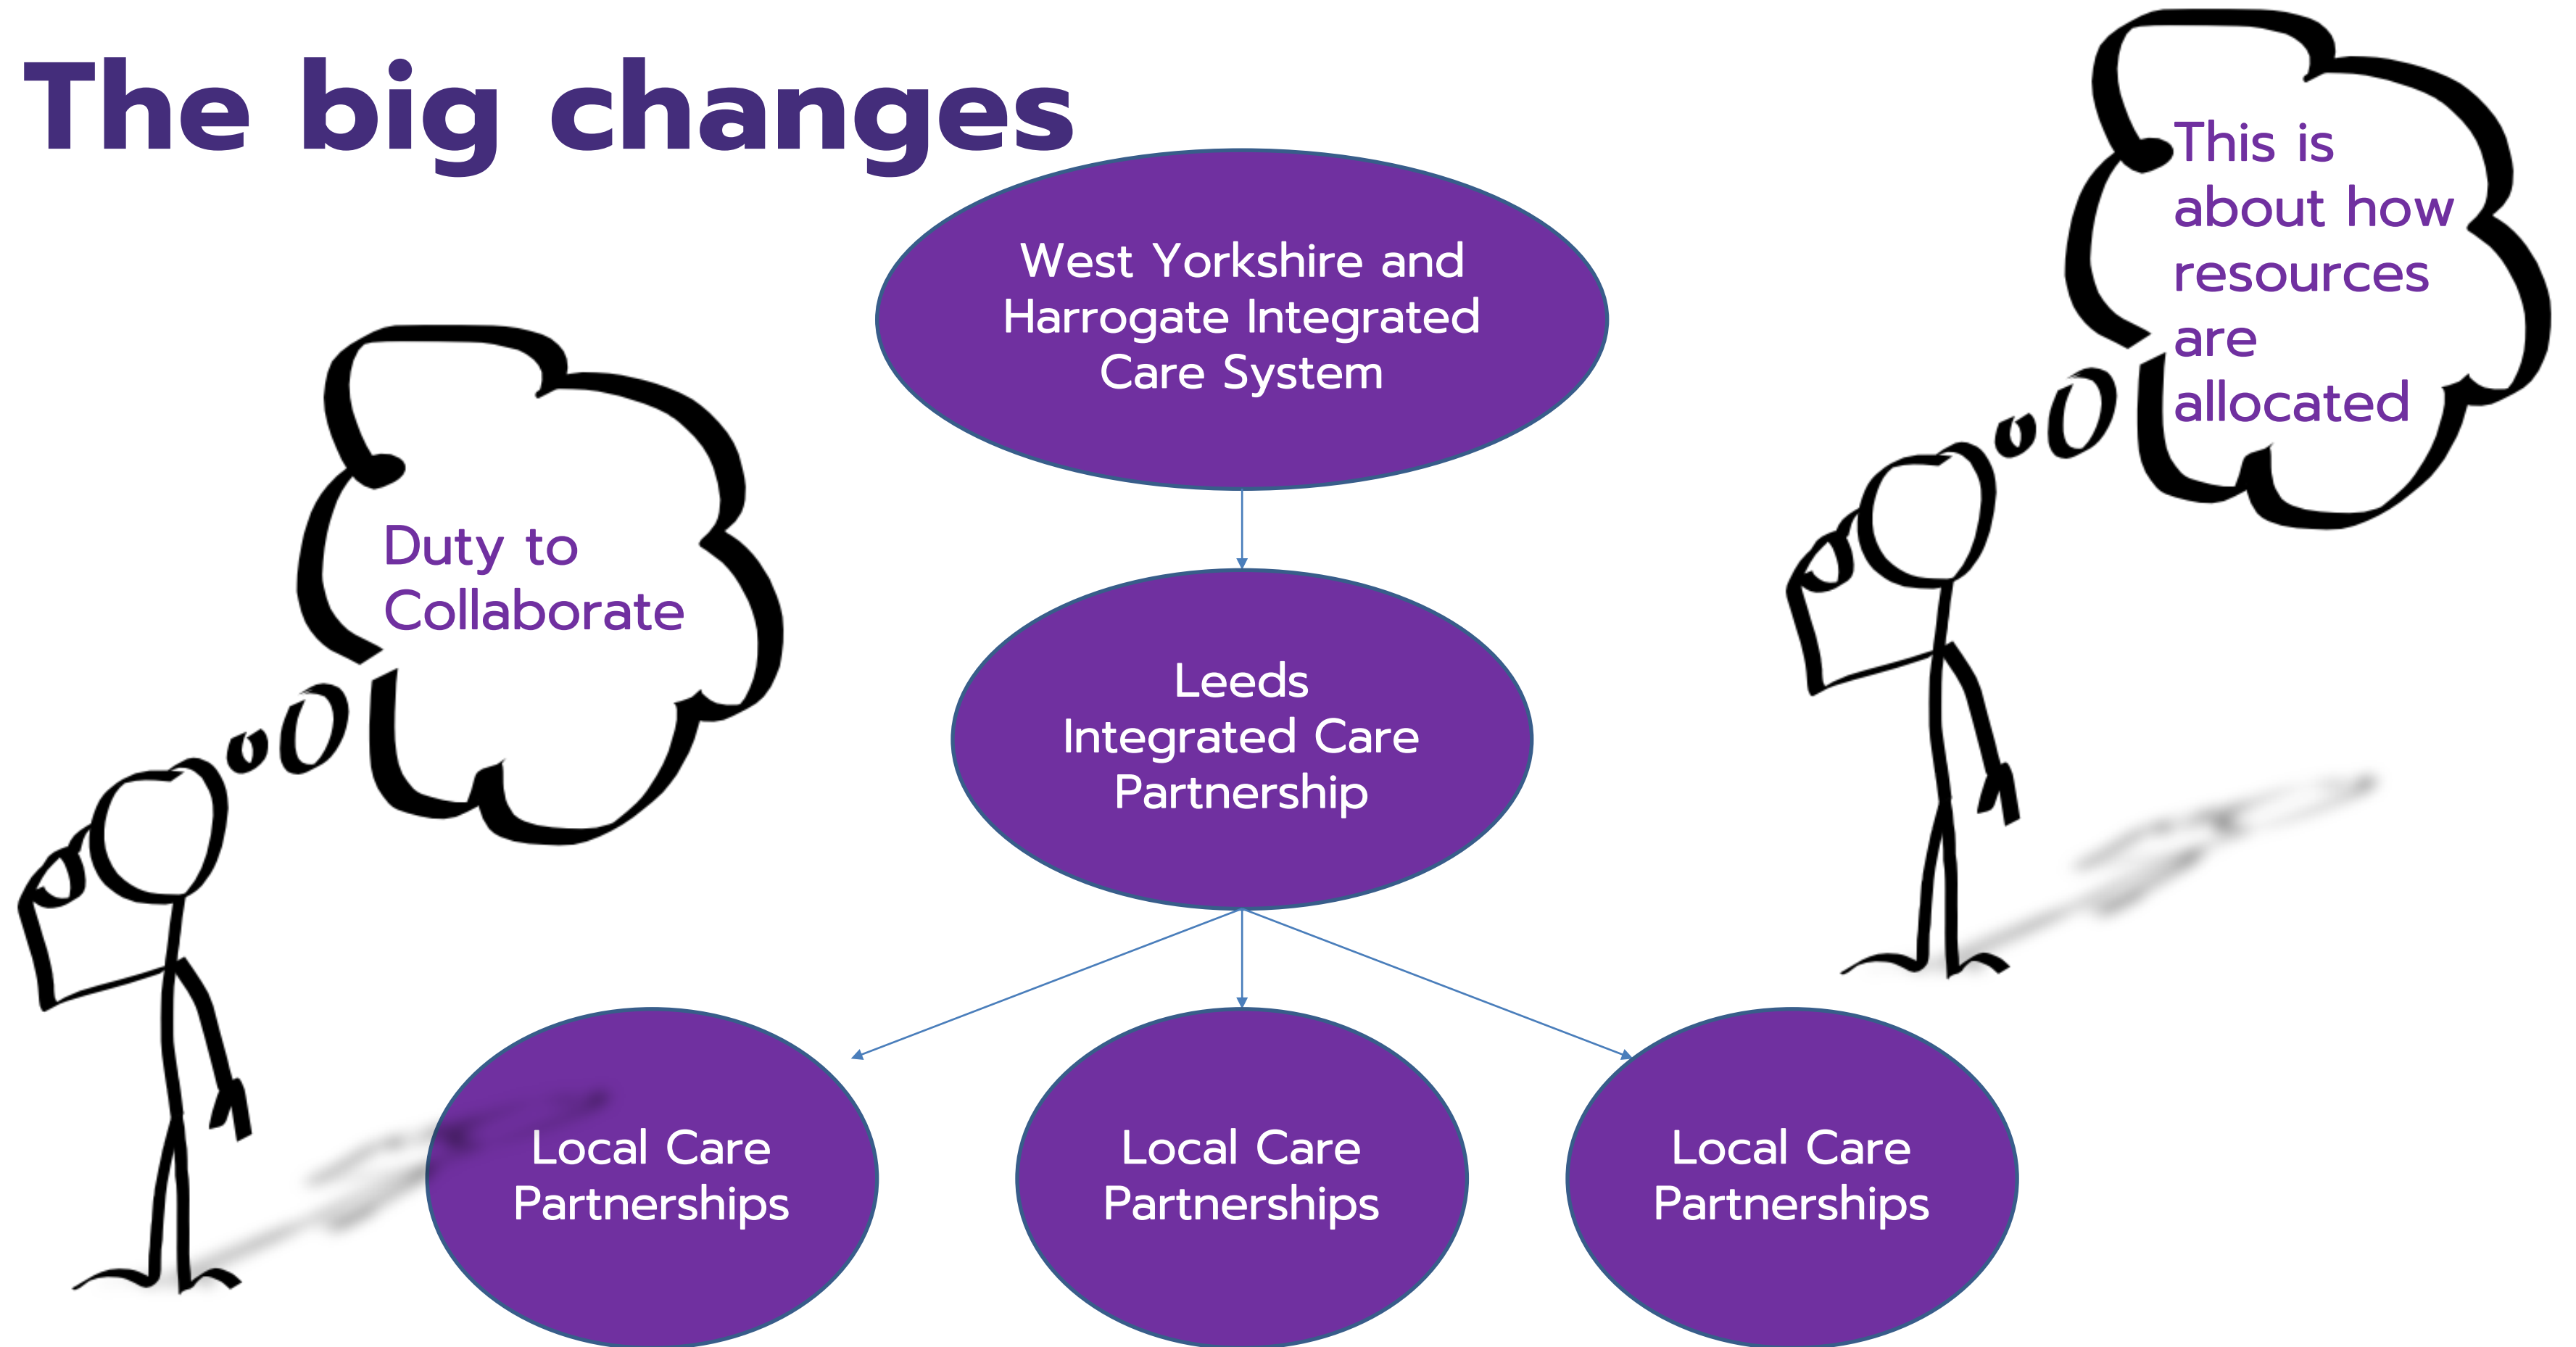 The big changes
This is
about how
resources
are
allocated
West Yorkshire and
Harrogate Integrated
Care System
Duty to
Collaborate
Leeds
Integrated Care
Partnership
Local Care
Partnerships
Local Care
Partnerships
Local Care
Partnerships